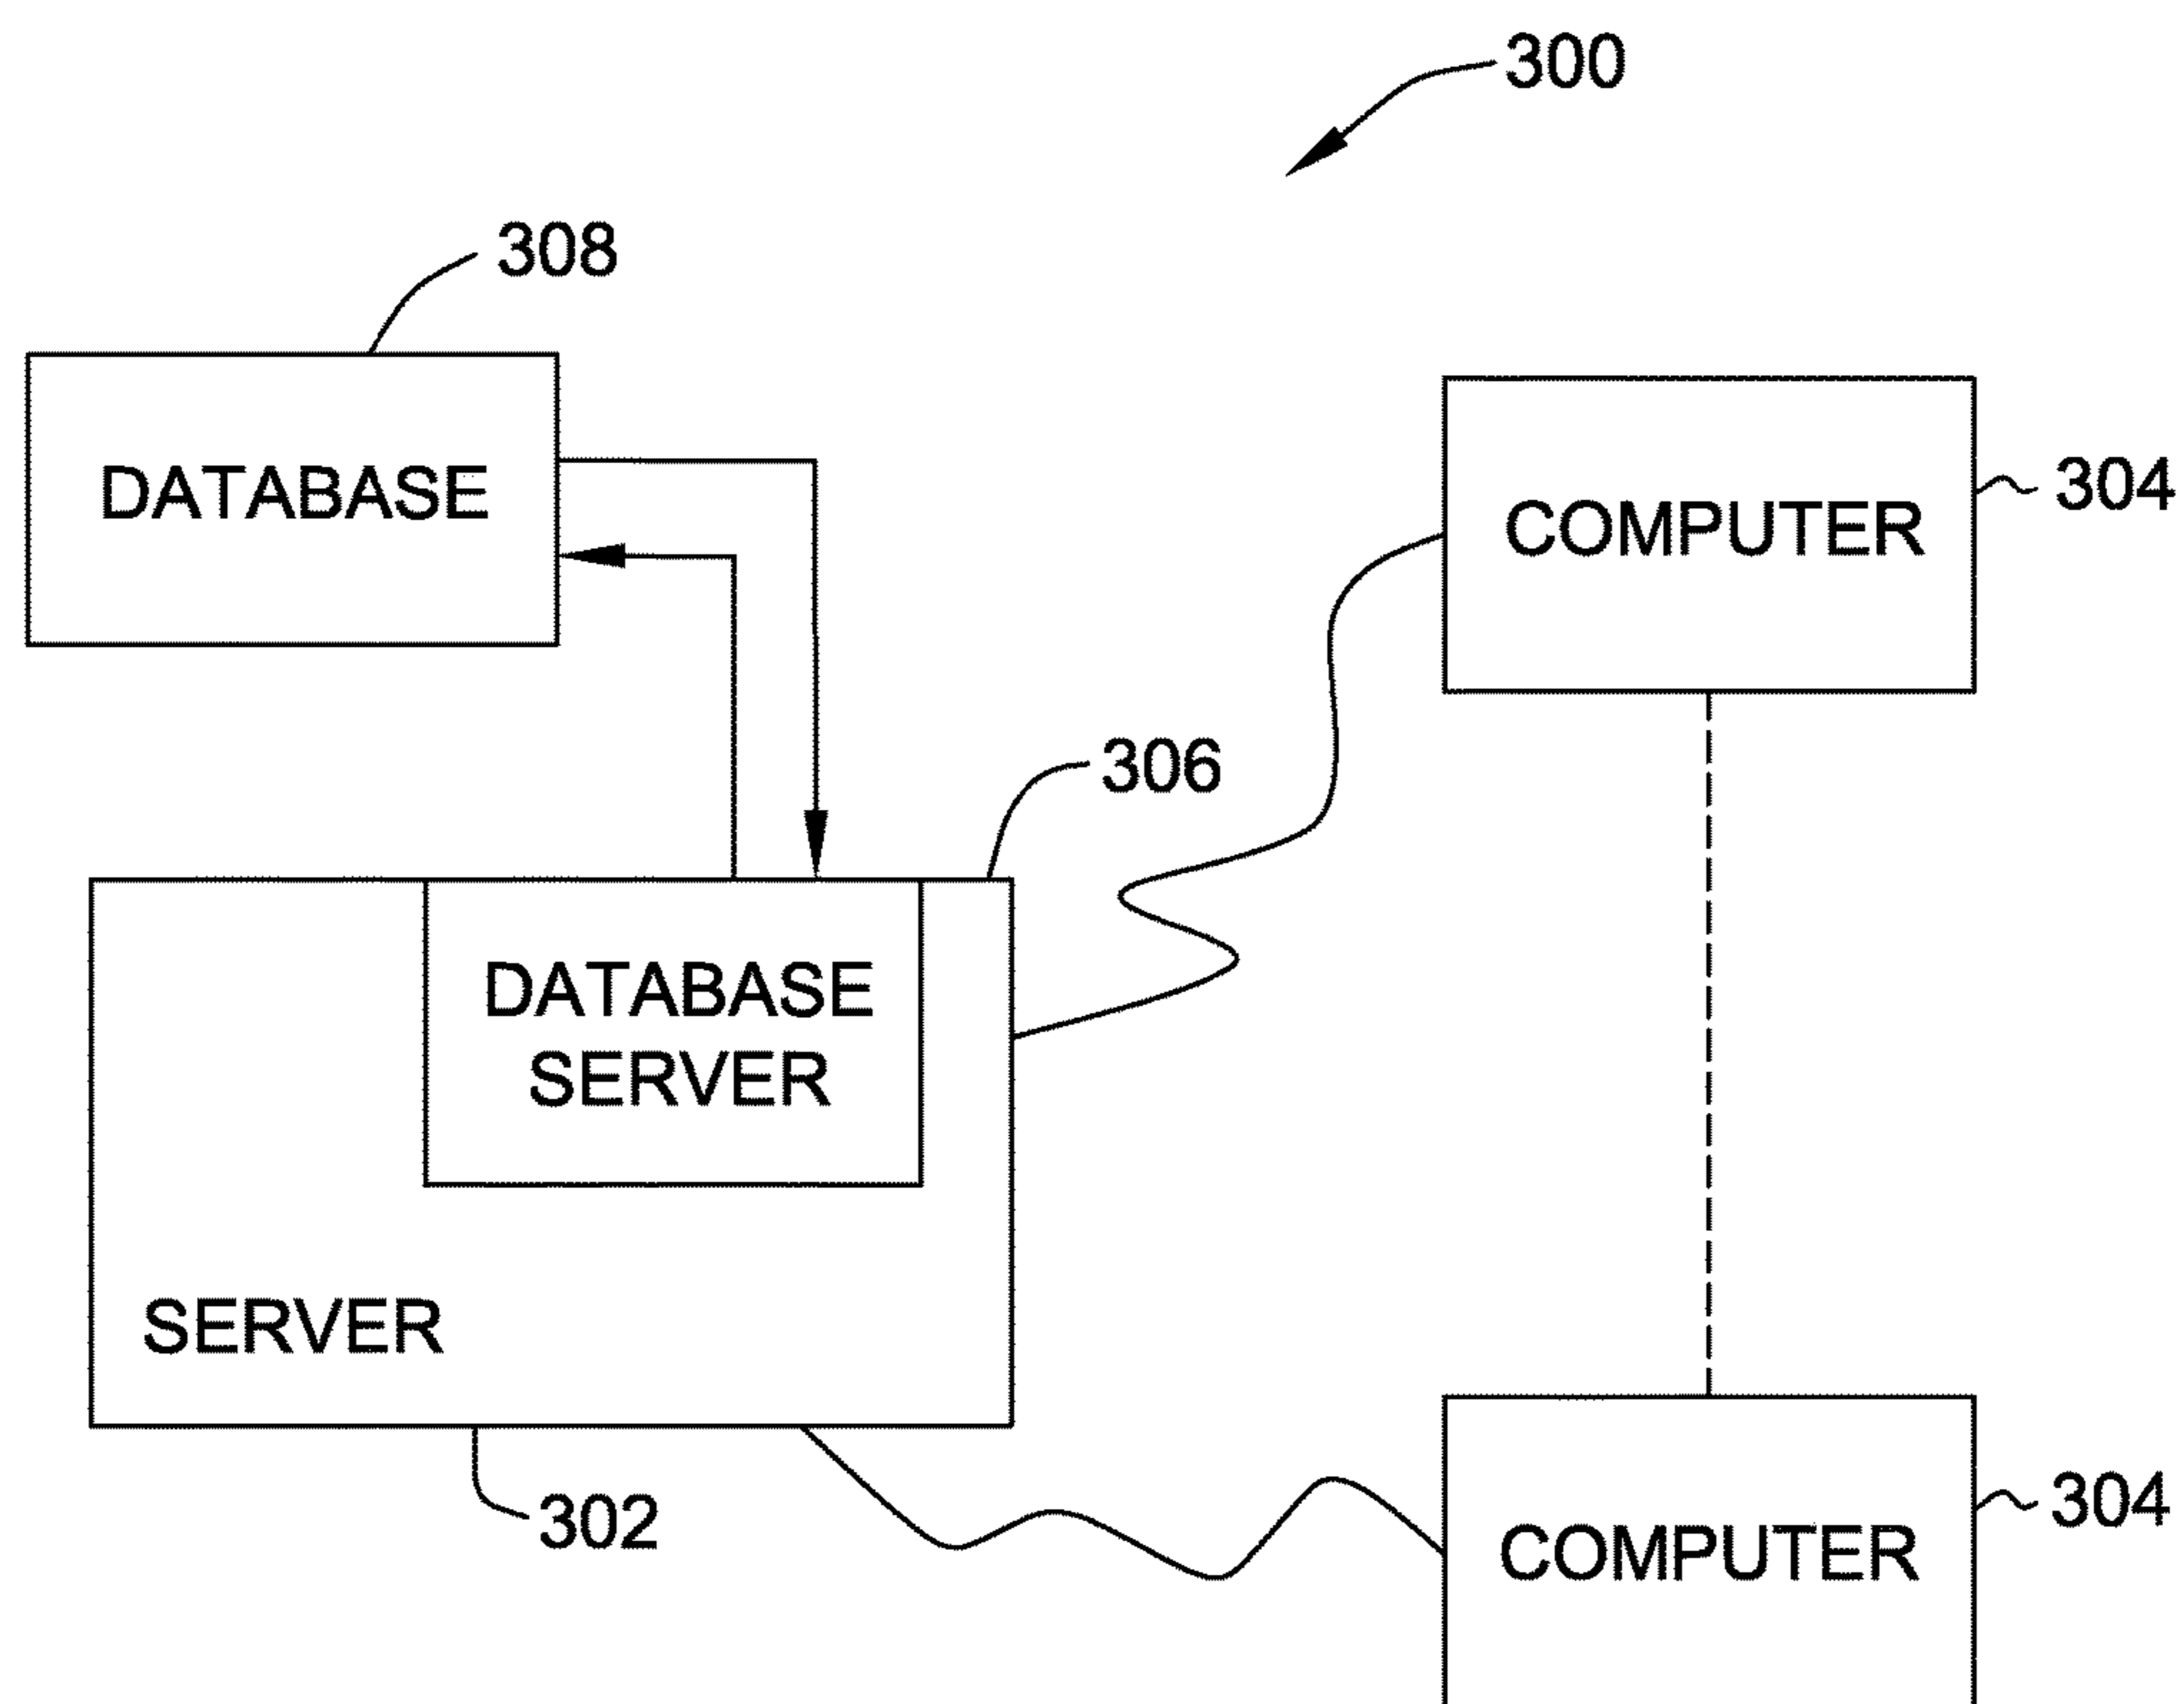 300
308
DATABASE
COMPUTER
304
306
DATABASE
SERVER
SERVER
302
COMPUTER
304